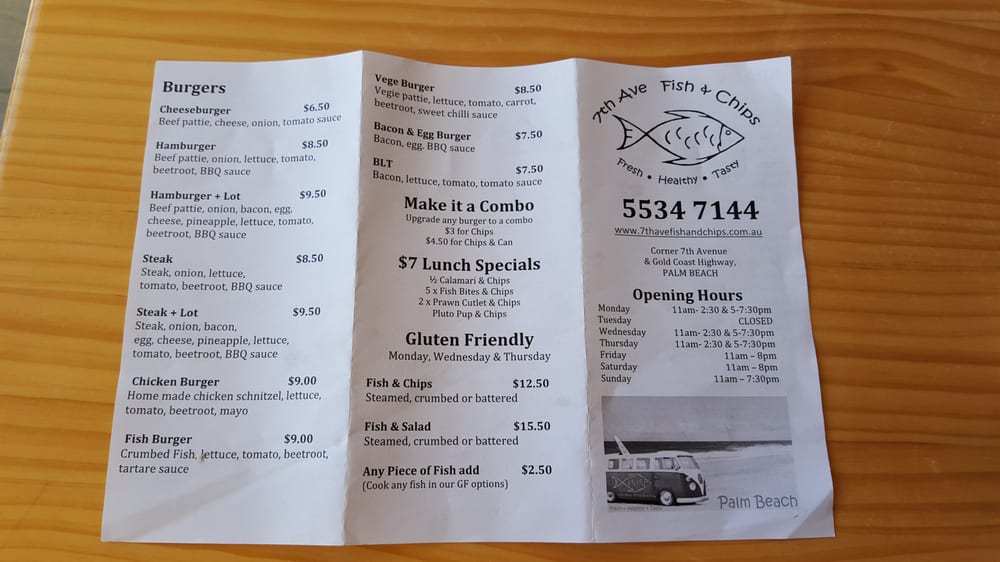 Burgers
Cheeseburger $6.50
Beef pattie, cheese, onion, tomato sauce
Hamburger $8.50
Beef pattie, onion, lettuce, tomato,
beetroot, BBQ sauce
Hamburger + Lot $9.50
Beef pattie, onion, bacon, egg,
cheese, pineapple, lettuce, tomato,
beetroot, BBQ sauce
Steak $8.50
Steak, onion, lettuce,
tomato, beetroot, BBQ sauce
Steak + Lot $9.50
Steak, onion, bacon,
egg, cheese, pineapple, lettuce,
tomato, beetroot, BBQ sauce
Chicken Burger $9.00
Home made chicken schnitzel, lettuce,
tomato, beetroot, mayo
Fish Burger $9.00
Crumbed Fish, lettuce, tomato, beetroot,
tartare sauce
Vege Burger $8.50
Vegie pattie, lettuce, tomato, carrot,
beetroot, sweet chilli sauce
Bacon & Egg Burger $7.50
Bacon, egg, BBQ sauce
BLT $7.50
Bacon, lettuce, tomato, tomato sauce
Make it a Combo
Upgrade any burger to a combo
$3 for Chips
$4.50 for Chips & Can
$7 Lunch Specials
½ Calamari & Chips
5 x Fish Bites & Chips
2 x Prawn Cutlet & Chips
Pluto Pup & Chips
Gluten Friendly
Monday, Wednesday & Thursday
Fish & Chips $12.50
Steamed, crumbed or battered
Fish & Salad $15.50
Steamed, crumbed or battered
Any Piece of Fish add $2.50
(Cook any fish in our GF options)
7th Ave Fish & Chips
Fresh • Healthy • Tasty
5534 7144
www.7thavefishandchips.com.au
Corner 7th Avenue
& Gold Coast Highway,
PALM BEACH
Opening Hours
Monday 11am- 2:30 & 5-7:30pm
Tuesday CLOSED
Wednesday 11am- 2:30 & 5-7:30pm
Thursday 11am- 2:30 & 5-7:30pm
Friday 11am – 8pm
Saturday 11am – 8pm
Sunday 11am – 7:30pm
Palm Beach